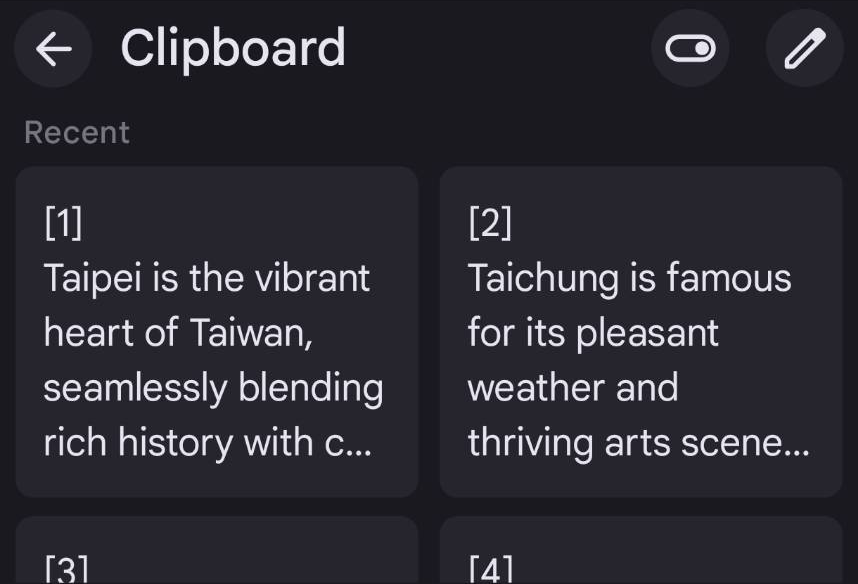 Clipboard
Recent
[1]
Taipei is the vibrant
heart of Taiwan,
seamlessly blending
rich history with c...
[2]
Taichung is famous
for its pleasant
weather and
thriving arts scene...
[3]
[4]